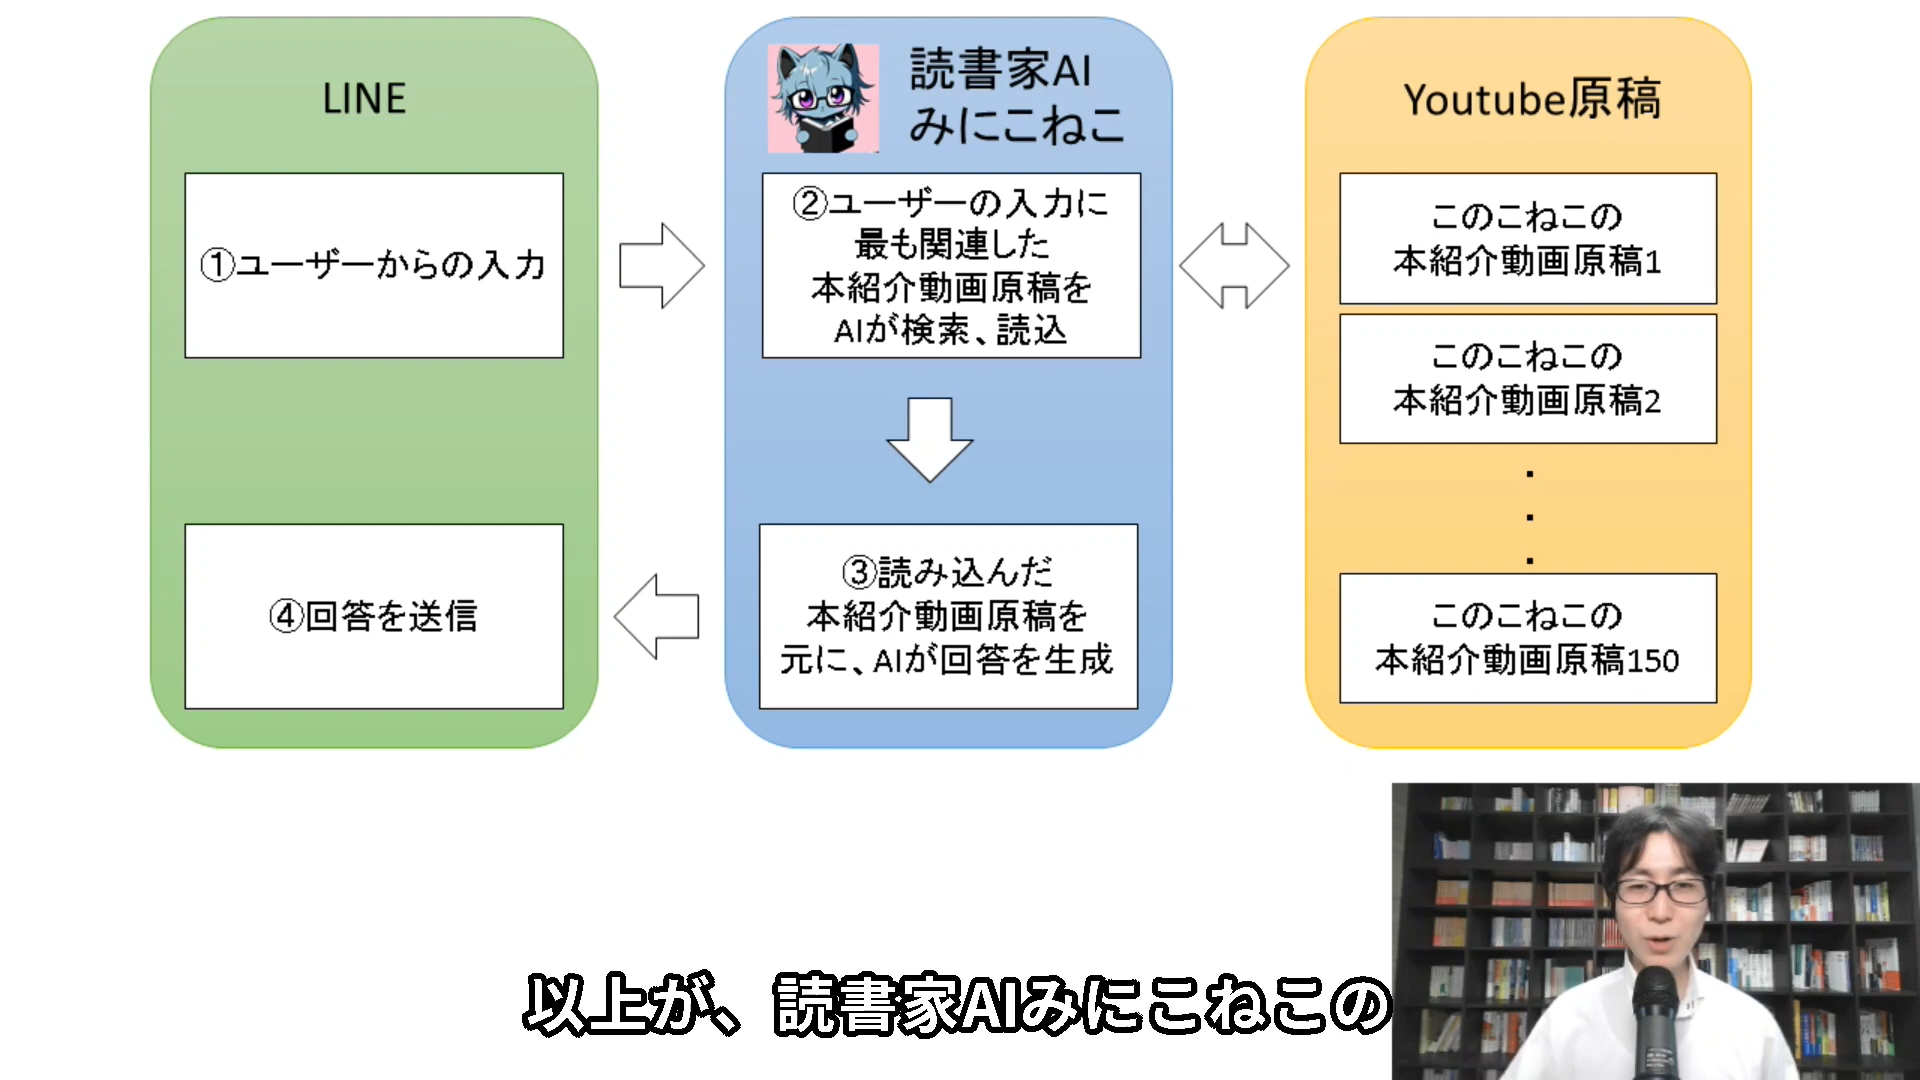 LINE
①ユーザーからの入力
④回答を送信
読書家AI
みにこねこ
②ユーザーの入力に
最も関連した
本紹介動画原稿を
AIが検索、読込
③読み込んだ
本紹介動画原稿を
元に、AIが回答を生成
Youtube原稿
このこねこの
本紹介動画原稿1
このこねこの
本紹介動画原稿2
・
・
・
このこねこの
本紹介動画原稿150
以上が、読書家AIみにこねこの